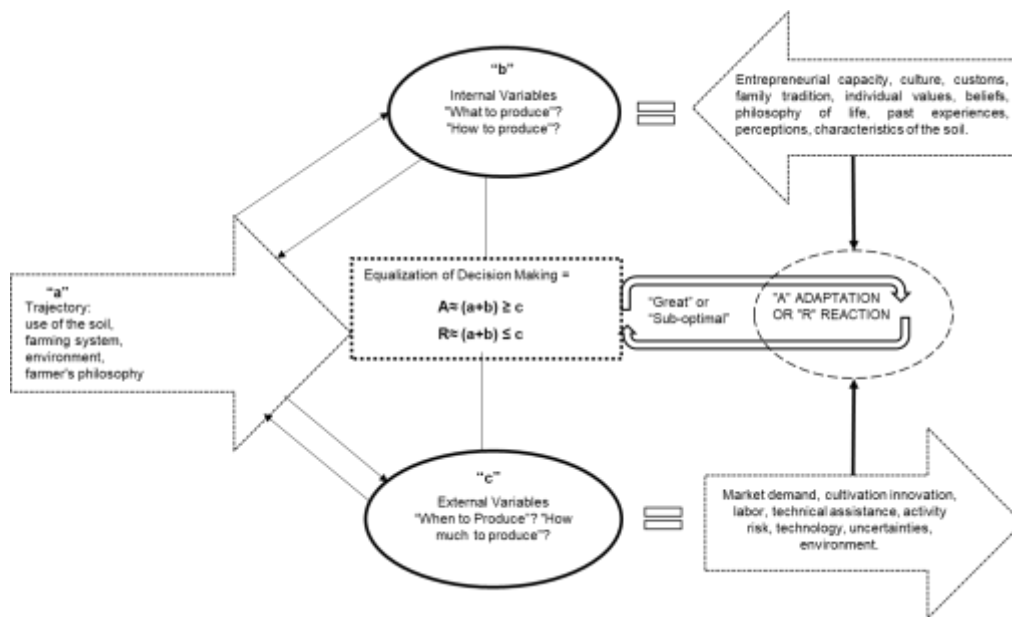 “b”
Internal Variables
"What to produce"?
"How to produce"?
Entrepreneurial capacity, culture, customs,
family tradition, individual values, beliefs,
philosophy of life, past experiences,
perceptions, characteristics of the soil.
“a”
Trajectory:
use of the soil,
farming system,
environment,
farmer's philosophy
Equalization of Decision Making =
A≈ (a+b) ≥ c
R≈ (a+b) ≤ c
“Great” or
“Sub-optimal”
"A" ADAPTATION
OR "R" REACTION
“c”
External Variables
“When to Produce”? “How
much to produce”?
Market demand, cultivation innovation,
labor, technical assistance, activity
risk, technology, uncertainties,
environment.